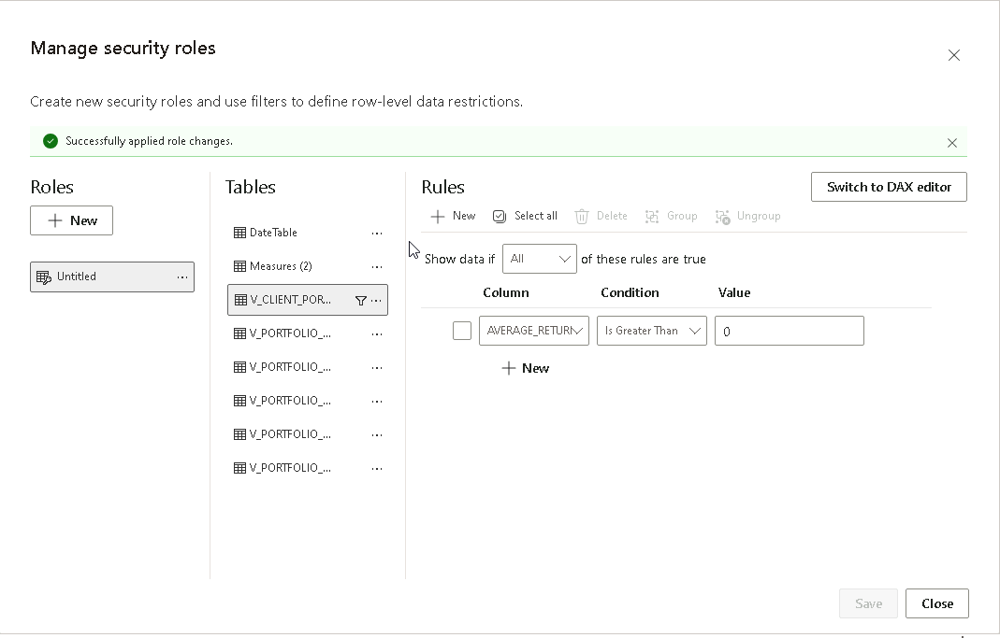 Manage security roles
Create new security roles and use filters to define row-level data restrictions.
Successfully applied role changes.
Roles
New
Untitled
Tables
DateTable
Measures (2)
V_CLIENT_POR...
V_PORTFOLIO_...
V_PORTFOLIO_...
V_PORTFOLIO_...
V_PORTFOLIO_...
V_PORTFOLIO_...
Rules
Switch to DAX editor
New Select all Delete Group Ungroup
Show data if All of these rules are true
Column Condition Value
AVERAGE_RETURN Is Greater Than 0
New
Save Close